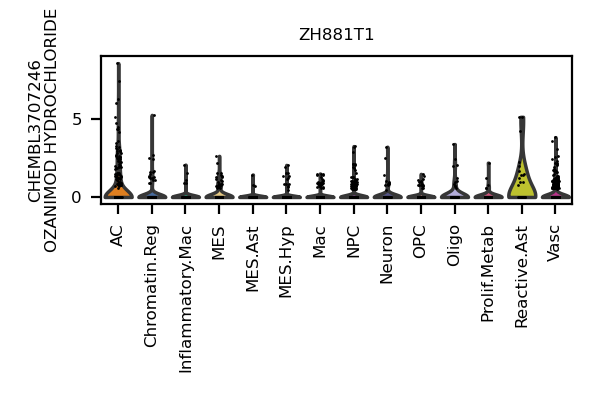 ZH881T1
CHEMBL3707246
OZANIMOD HYDROCHLORIDE
5
0
AC
Chromatin.Reg
Inflammatory.Mac
MES
MES.Ast
MES.Hyp
Mac
NPC
Neuron
OPC
Oligo
Prolif.Metab
Reactive.Ast
Vasc